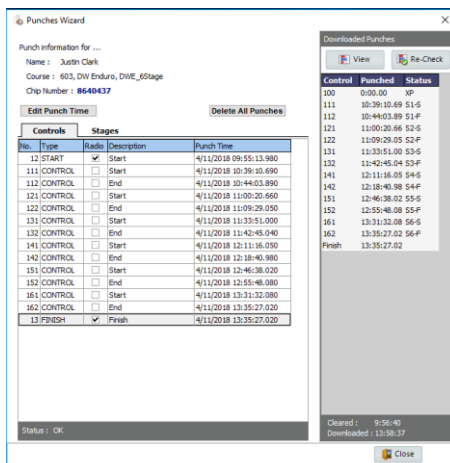 Punches Wizard
Punch information for ...
Name : Justin Clark
Course : 603, DW Enduro, DWE_6Stage
Chip Number : 8640437
Edit Punch Time
Delete All Punches
Controls Stages
No. Type Radio Description Punch Time
12 START Start 4/11/2018 09:55:13.980
111 CONTROL Start 4/11/2018 10:39:10.690
112 CONTROL End 4/11/2018 10:44:03.890
121 CONTROL Start 4/11/2018 11:00:20.660
122 CONTROL End 4/11/2018 11:09:29.050
131 CONTROL Start 4/11/2018 11:33:51.000
132 CONTROL End 4/11/2018 11:42:45.040
141 CONTROL Start 4/11/2018 12:11:16.050
142 CONTROL End 4/11/2018 12:18:40.980
151 CONTROL Start 4/11/2018 12:46:38.020
152 CONTROL End 4/11/2018 12:55:48.080
161 CONTROL Start 4/11/2018 13:31:32.080
162 CONTROL End 4/11/2018 13:35:27.020
13 FINISH Finish 4/11/2018 13:35:27.020
Status : OK
Downloaded Punches
View
Re-Check
Control Punched Status
100 0:00.00 XP
111 10:39:10.69 S1-S
112 10:44:03.89 S1-F
121 11:00:20.66 S2-S
122 11:09:29.05 S2-F
131 11:33:51.00 S3-S
132 11:42:45.04 S3-F
141 12:11:16.05 S4-S
142 12:18:40.98 S4-F
151 12:46:38.02 S5-S
152 12:55:48.08 S5-F
161 13:31:32.08 S6-S
162 13:35:27.02 S6-F
Finish 13:35:27.02
Cleared : 9:56:40
Downloaded : 13:58:37
Close